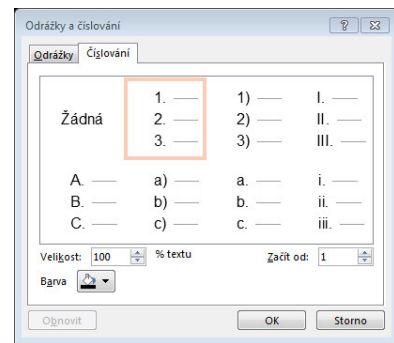 Odrážky a číslování
Odrážky Číslování
Žádná
1.
2.
3.
1)
2)
3)
I.
II.
III.
A.
B.
C.
a)
b)
c)
a.
b.
c.
i.
ii.
iii.
Velikost: 100 % textu Začít od: 1
Barva
Obnovit OK Storno